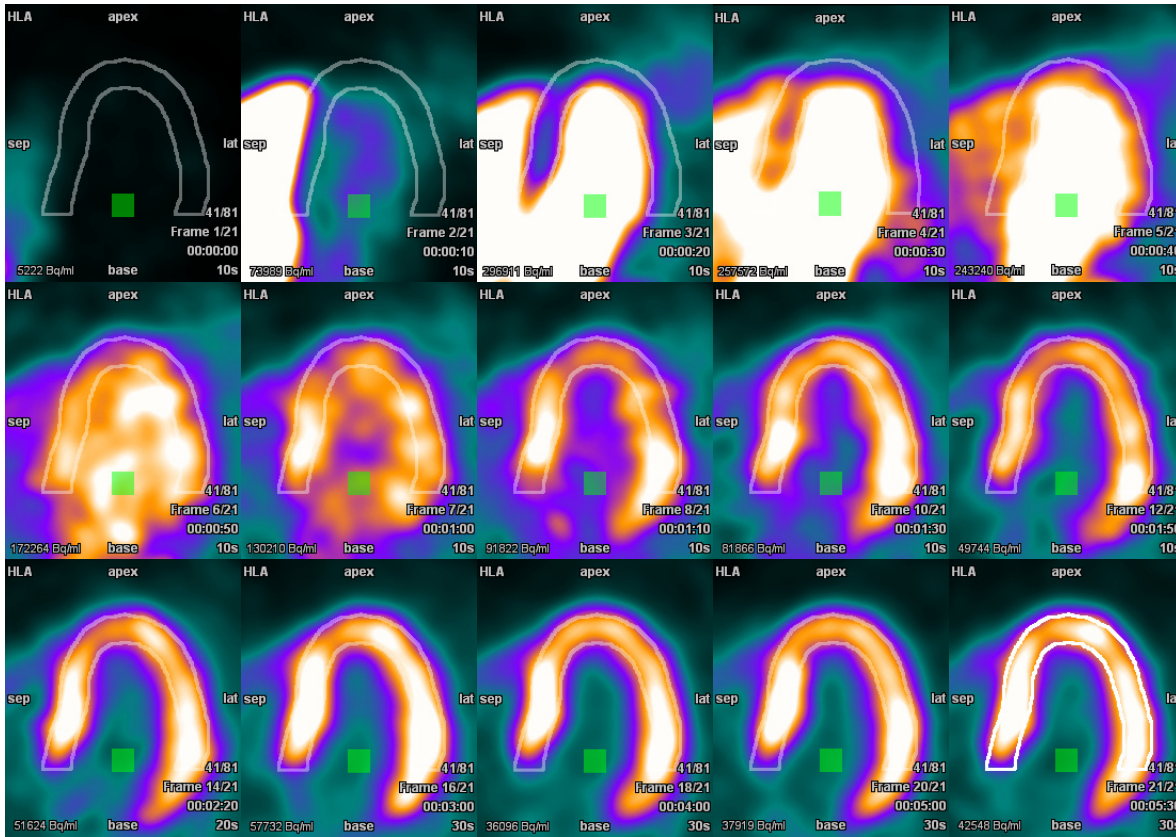 HLA
apex
sep
lat
41/81
Frame 1/21
00:00:00
5222 Bq/ml
base
10s
HLA
apex
sep
lat
41/81
Frame 2/21
00:00:10
73989 Bq/ml
base
10s
HLA
apex
sep
lat
41/81
Frame 3/21
00:00:20
296911 Bq/ml
base
10s
HLA
apex
sep
lat
41/81
Frame 4/21
00:00:30
257572 Bq/ml
base
10s
HLA
apex
sep
lat
41/8
Frame 5/2
00:00:40
243240 Bq/ml
base
10s
HLA
apex
sep
lat
41/81
Frame 6/21
00:00:50
172264 Bq/ml
base
10s
HLA
apex
sep
lat
41/81
Frame 7/21
00:01:00
130210 Bq/ml
base
10s
HLA
apex
sep
lat
41/81
Frame 8/21
00:01:10
91822 Bq/ml
base
10s
HLA
apex
sep
lat
41/81
Frame 10/21
00:01:30
81866 Bq/ml
base
10s
HLA
apex
sep
lat
41/8
Frame 12/2
00:01:50
49744 Bq/ml
base
10s
HLA
apex
sep
lat
41/81
Frame 14/21
00:02:20
51624 Bq/ml
base
20s
HLA
apex
sep
lat
41/81
Frame 16/21
00:03:00
57732 Bq/ml
base
30s
HLA
apex
sep
lat
41/81
Frame 18/21
00:04:00
36096 Bq/ml
base
30s
HLA
apex
sep
lat
41/81
Frame 20/21
00:05:00
37919 Bq/ml
base
30s
HLA
apex
sep
lat
41/8
Frame 21/2
00:05:30
42548 Bq/ml
base
30s